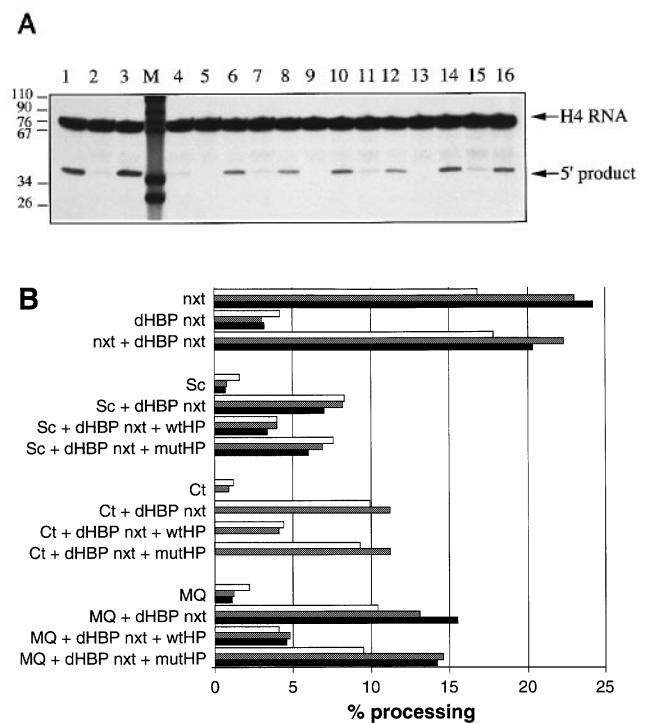 A
1 2 3 M 4 5 6 7 8 9 10 11 12 13 14 15 16
110
90
76
67
34
26
H4 RNA
5' product
B
nxt
dHBP nxt
nxt + dHBP nxt
Sc
Sc + dHBP nxt
Sc + dHBP nxt + wtHP
Sc + dHBP nxt + mutHP
Ct
Ct + dHBP nxt
Ct + dHBP nxt + wtHP
Ct + dHBP nxt + mutHP
MQ
MQ + dHBP nxt
MQ + dHBP nxt + wtHP
MQ + dHBP nxt + mutHP
0 5 10 15 20 25
% processing